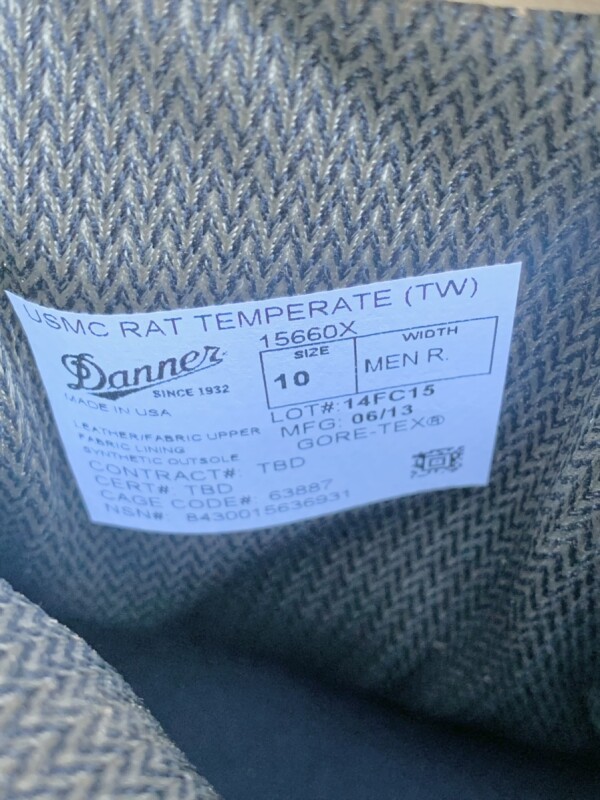 USMC RAT TEMPERATE (TW)
15660X
Danner
SINCE 1932
MADE IN USA
SIZE
10
WIDTH
MEN R.
LOT#: 14FC15
MFG: 06/13
GORE-TEX®
LEATHER/FABRIC UPPER
FABRIC LINING
SYNTHETIC OUTSOLE
CONTRACT#: TBD
CERT#: TBD
CAGE CODE#: 63887
NSN#: 8430015636931